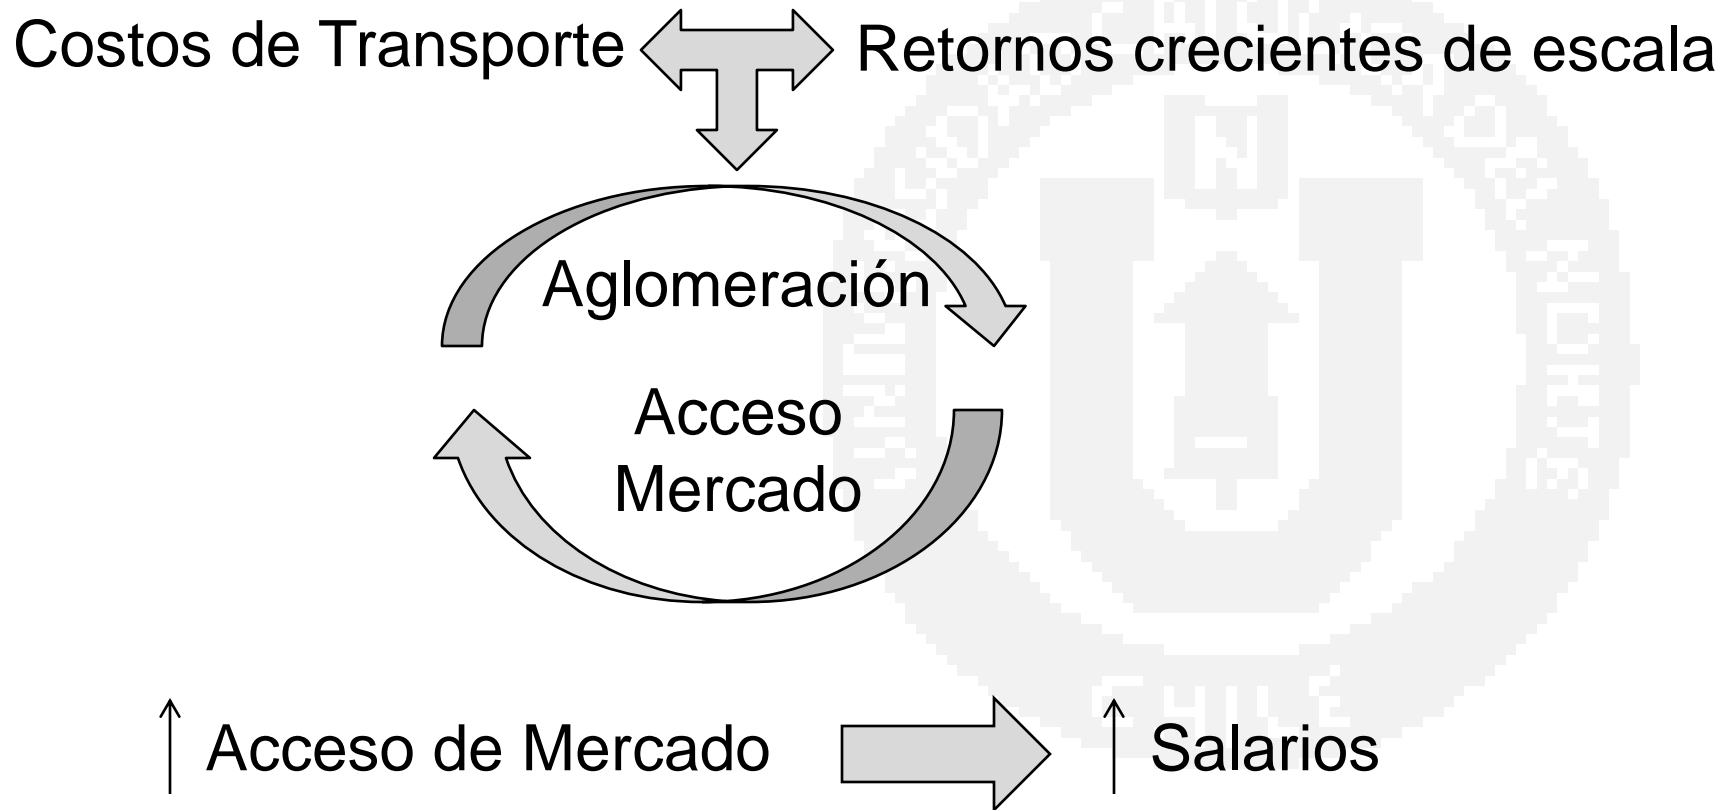 Costos de Transporte Retornos crecientes de escala
Aglomeración
Acceso
Mercado
↑ Acceso de Mercado ↑ Salarios